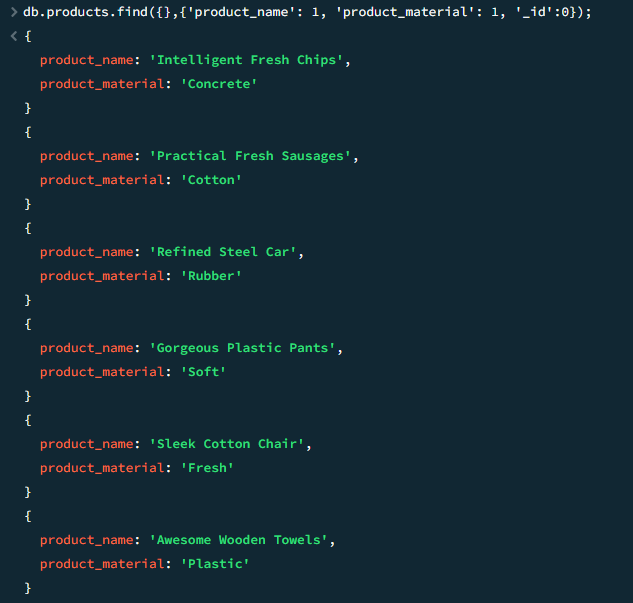 > db.products.find({},{'product_name': 1, 'product_material': 1, '_id':0});
< {
product_name: 'Intelligent Fresh Chips',
product_material: 'Concrete'
}
{
product_name: 'Practical Fresh Sausages',
product_material: 'Cotton'
}
{
product_name: 'Refined Steel Car',
product_material: 'Rubber'
}
{
product_name: 'Gorgeous Plastic Pants',
product_material: 'Soft'
}
{
product_name: 'Sleek Cotton Chair',
product_material: 'Fresh'
}
{
product_name: 'Awesome Wooden Towels',
product_material: 'Plastic'
}